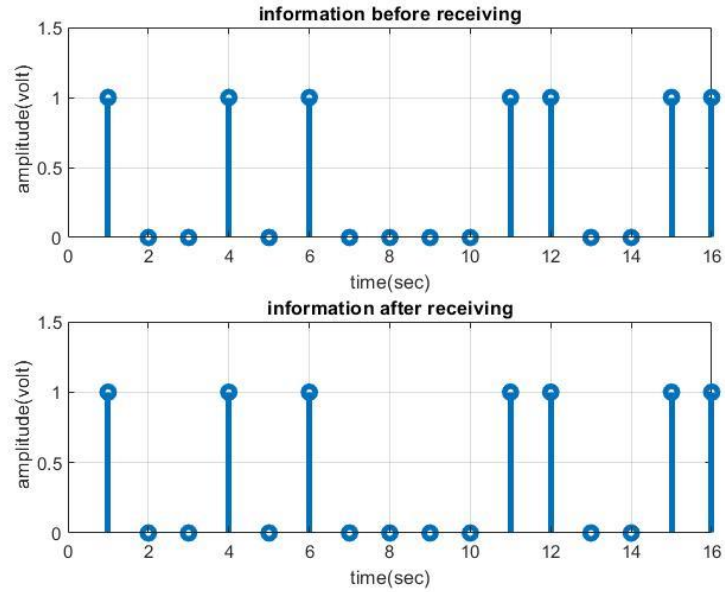 information before receiving
1.5
1
0.5
0
amplitude(volt)
0 2 4 6 8 10 12 14 16
time(sec)
information after receiving
1.5
1
0.5
0
amplitude(volt)
0 2 4 6 8 10 12 14 16
time(sec)